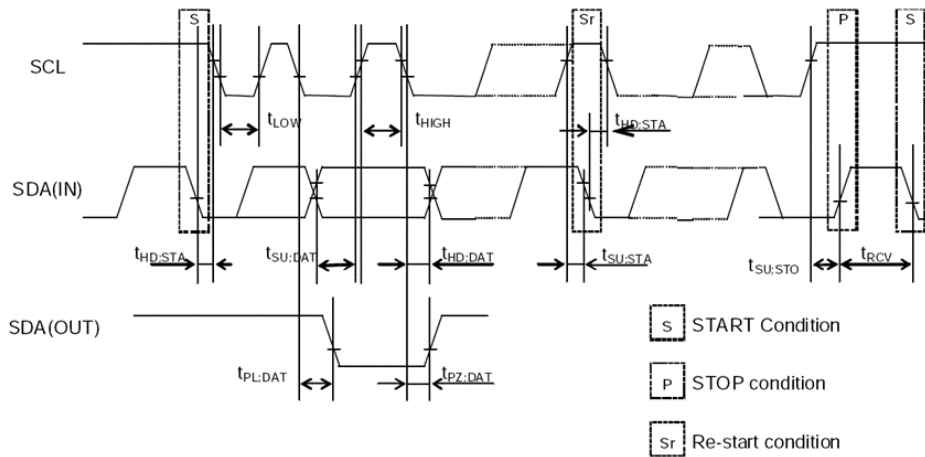 S Sr P S
SCL
tLOW tHIGH tHD;STA
SDA(IN)
tHD;STA tSU;DAT tHD;DAT tSU;STA tSU;STO tRCV
SDA(OUT)
S START Condition
tPL;DAT tPZ;DAT
P STOP condition
Sr Re-start condition